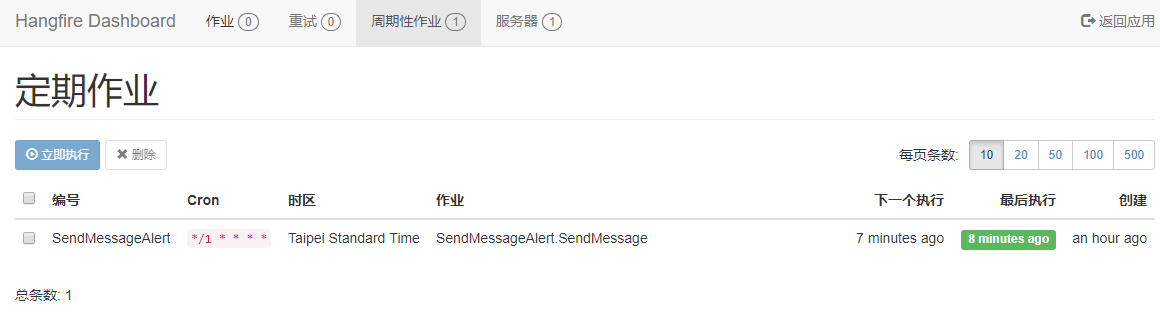 Hangfire Dashboard 作业 0 重试 0 周期性作业 1 服务器 1 返回应用
定期作业
立即执行 删除 每页条数: 10 20 50 100 500
编号 Cron 时区 作业 下一个执行 最后执行 创建
SendMessageAlert */1 * * * * Taipei Standard Time SendMessageAlert.SendMessage 7 minutes ago 8 minutes ago an hour ago
总条数: 1